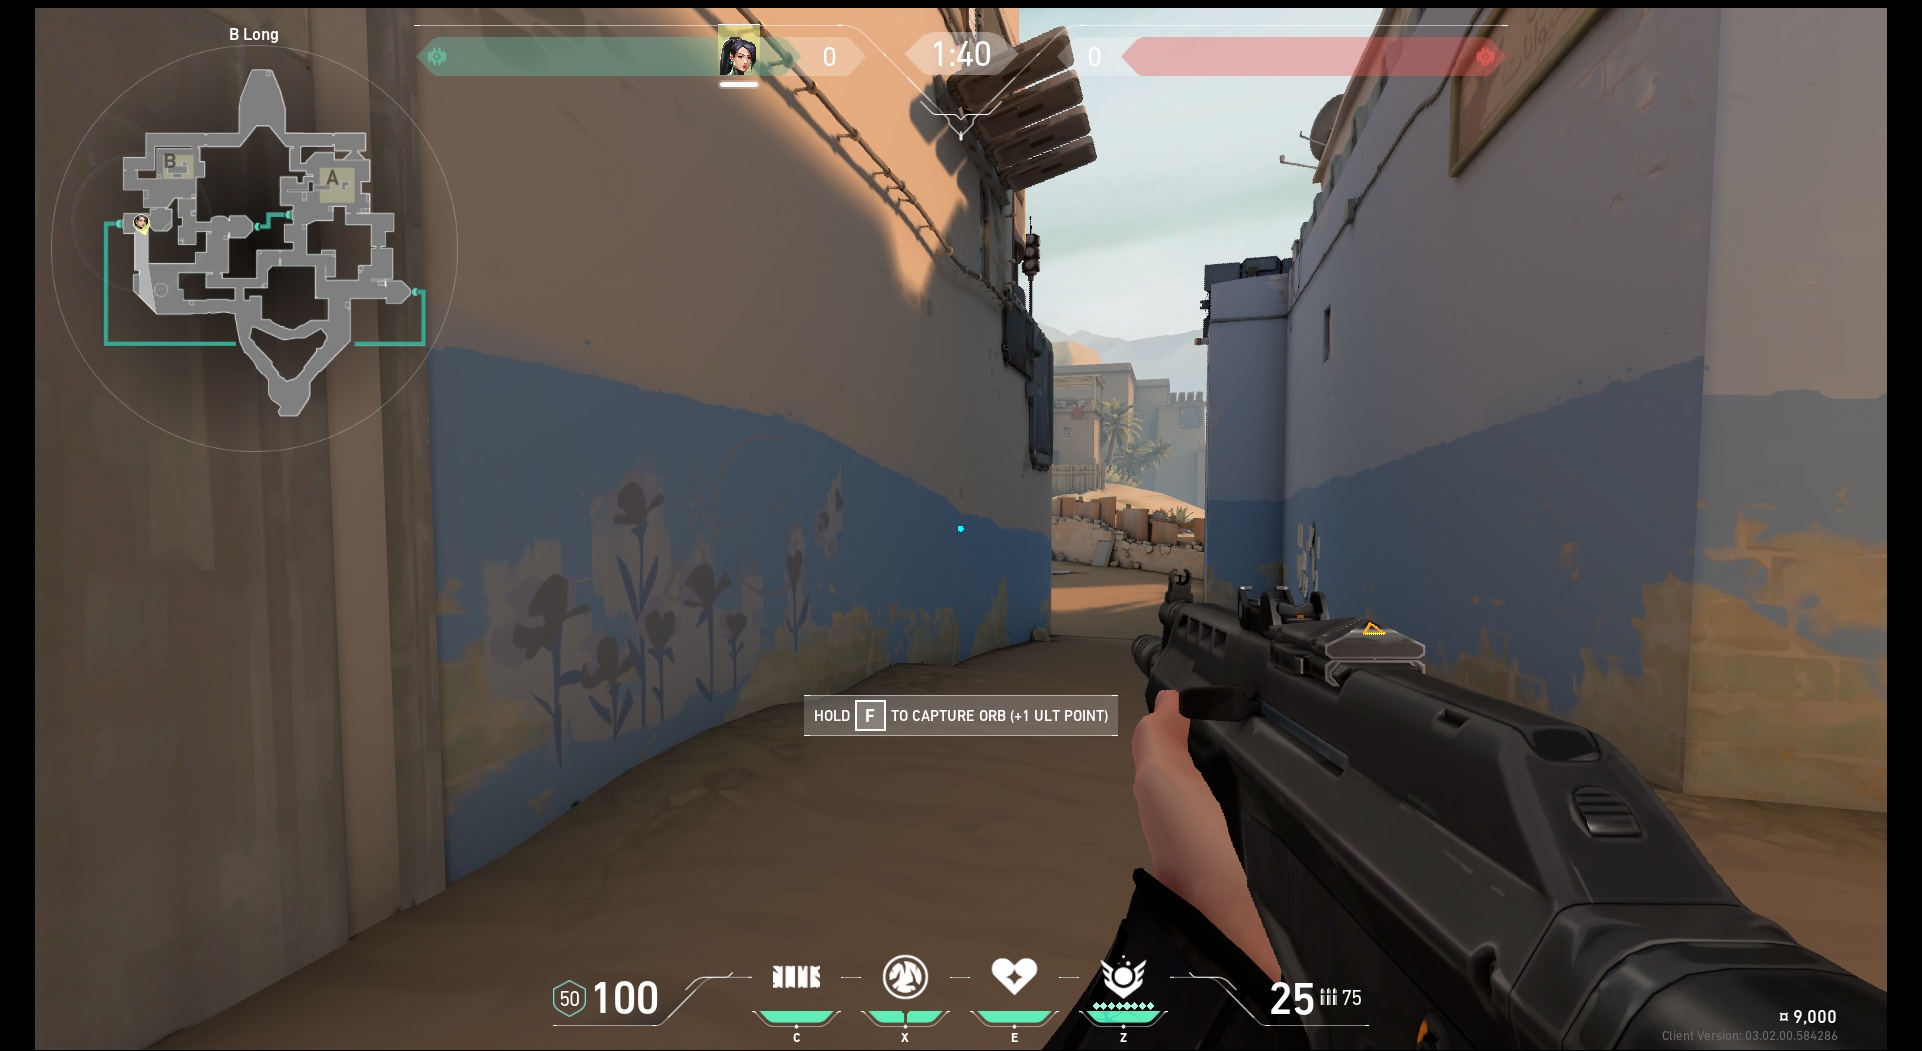 B Long
0
1:40
0
B
A
HOLD F TO CAPTURE ORB (+1 ULT POINT)
50 100
25 75
C X E Z
¤ 9,000
Client Version: 03.02.00.584286